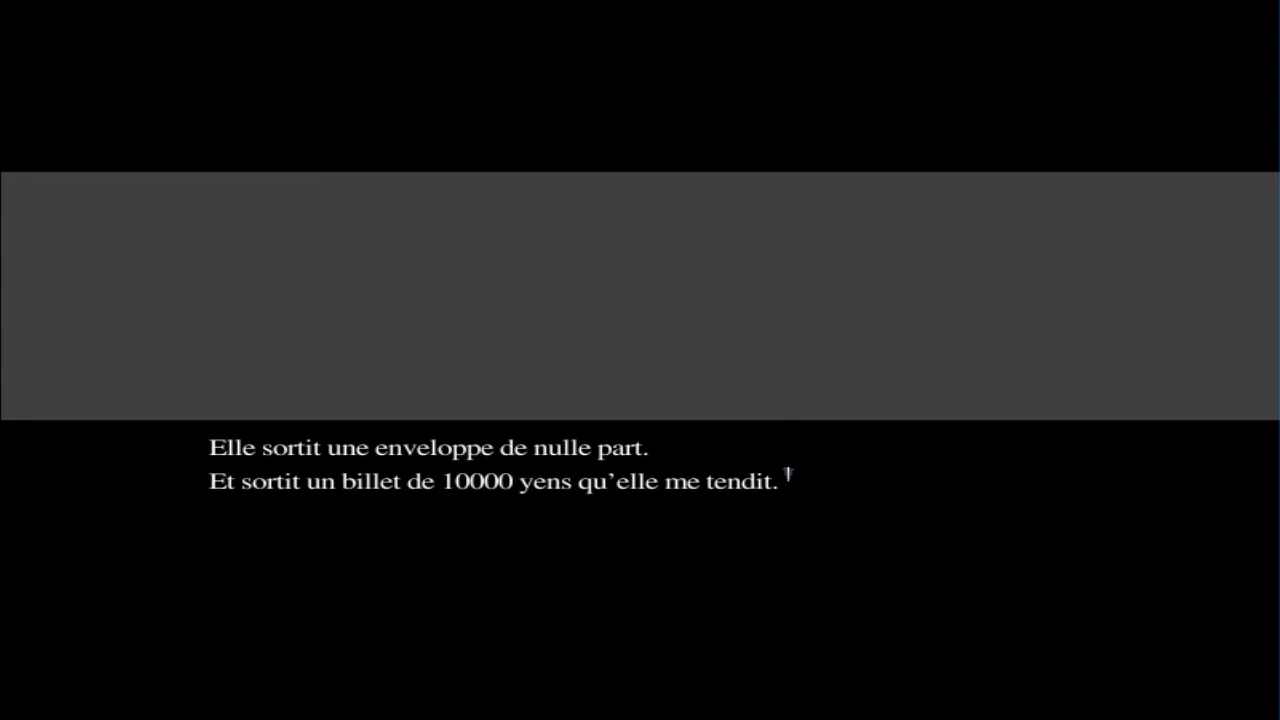 Elle sortit une enveloppe de nulle part.
Et sortit un billet de 10000 yens qu’elle me tendit.